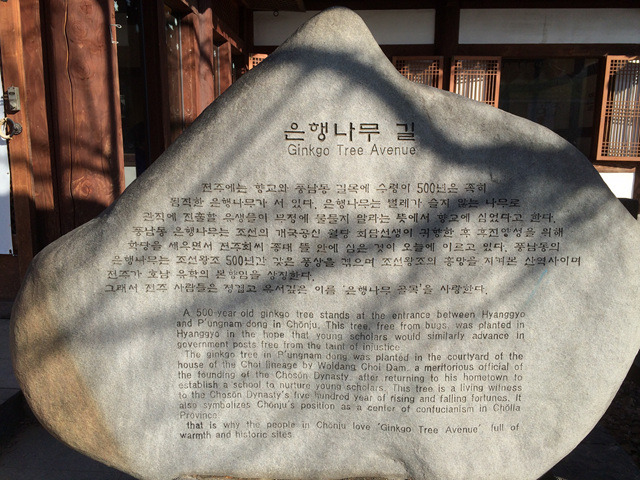 은행나무 길
Ginkgo Tree Avenue
전주에는 향교와 풍남동 길목에 수령이 500년은 족히
됨직한 은행나무가 서 있다. 은행나무는 벌레가 슬지 않는 나무로
관직에 진출할 유생들이 부정에 물들지 말라는 뜻에서 향교에 심었다고 한다.
풍남동 은행나무는 조선의 개국공신 월당 최담선생이 귀향한 후 후진양성을 위해
학당을 세우면서 전주최씨 종대 뜰 안에 심은 것이 오늘에 이르고 있다. 풍남동의
은행나무는 조선왕조 500년간 갖은 풍상을 겪으며 조선왕조의 흥망을 지켜본 산역사이며
전주가 호남 유학의 본향임을 상징한다.
그래서 전주 사람들은 정겹고 유서깊은 이름 '은행나무 골목'을 사랑한다.
A 500-year old ginkgo tree stands at the entrance between Hyanggyo
and P'ungnam-dong in Chŏnju. This tree, free from bugs, was planted in
Hyanggyo in the hope that young scholars would similarly advance in
government posts free from the taint of injustice.
The ginkgo tree in P'ungnam dong was planted in the courtyard of the
house of the Choi lineage by Woldang Choi Dam, a meritorious official of
the founding of the Chosŏn Dynasty, after returning to his hometown to
establish a school to nurture young scholars. This tree is a living witness
to the Chosŏn Dynasty's five hundred year of rising and falling fortunes. It
also symbolizes Chŏnju's position as a center of confucianism in Chŏlla
Province.
that is why the people in Chŏnju love 'Ginkgo Tree Avenue', full of
warmth and historic sites.